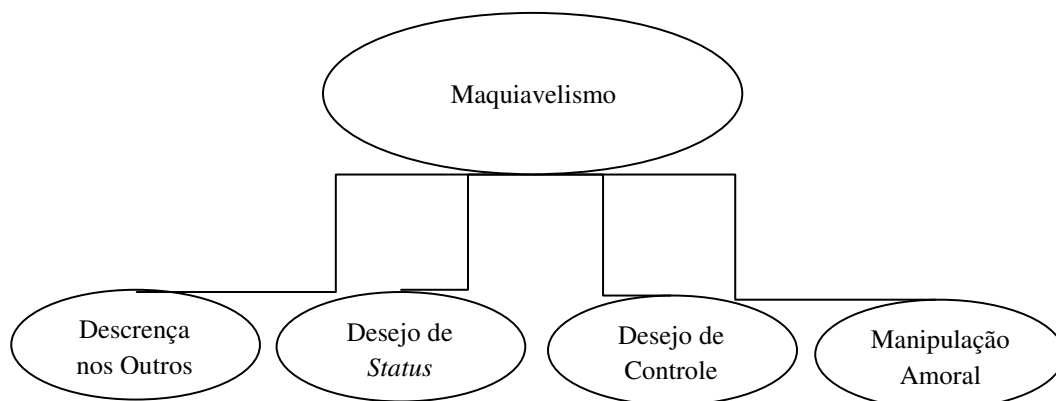 Maquiavelismo
Descrença
nos Outros
Desejo de
Status
Desejo de
Controle
Manipulação
Amoral